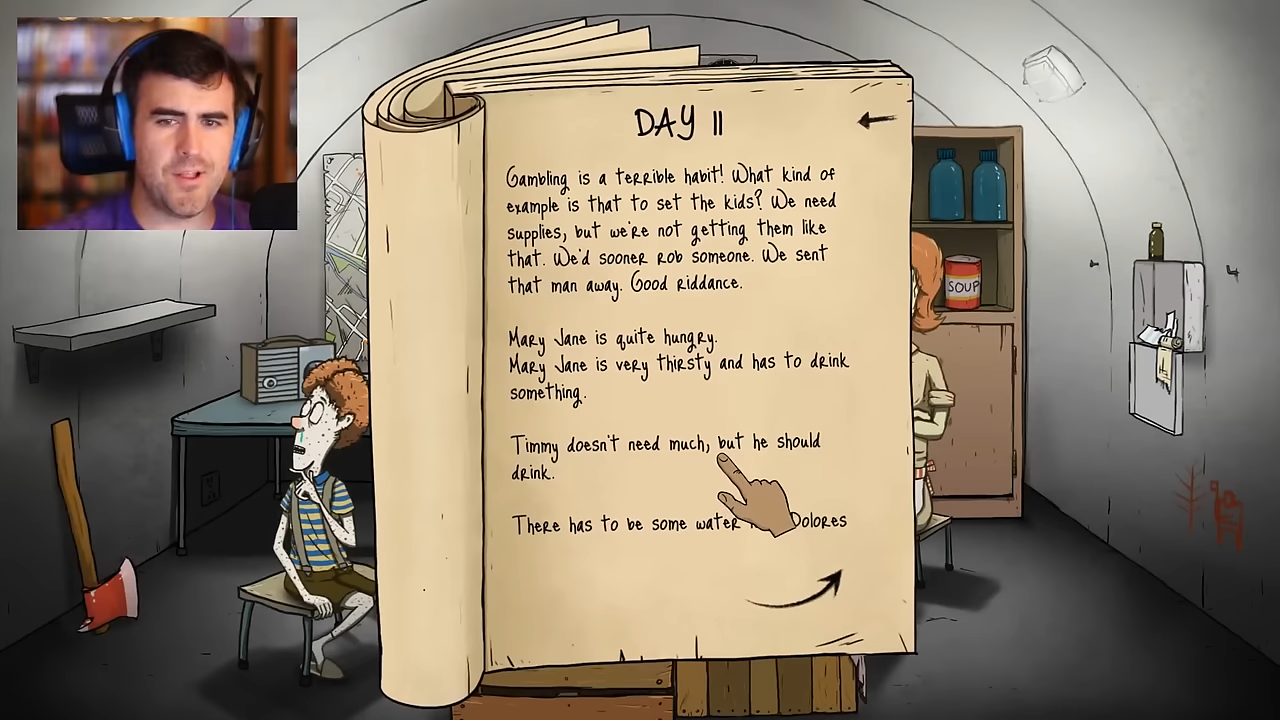 DAY 11
Gambling is a terrible habit! What kind of
example is that to set the kids? We need
supplies, but we're not getting them like
that. We'd sooner rob someone. We sent
that man away. Good riddance.
Mary Jane is quite hungry.
Mary Jane is very thirsty and has to drink
something.
Timmy doesn't need much, but he should
drink.
There has to be some water Dolores
SOUP